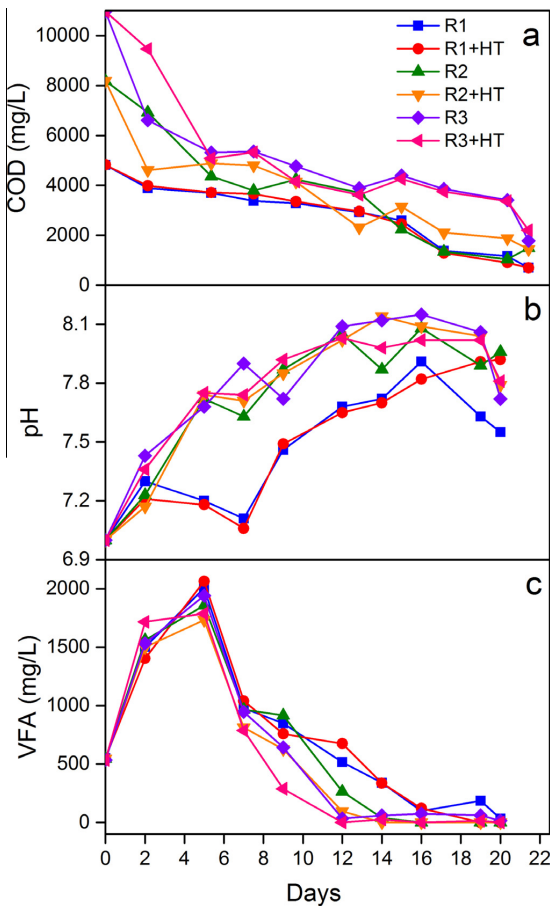 a
R1
R1+HT
R2
R2+HT
R3
R3+HT
COD (mg/L)
10000
8000
6000
4000
2000
0
b
pH
8.1
7.8
7.5
7.2
6.9
c
VFA (mg/L)
2000
1500
1000
500
0
0 2 4 6 8 10 12 14 16 18 20 22
Days